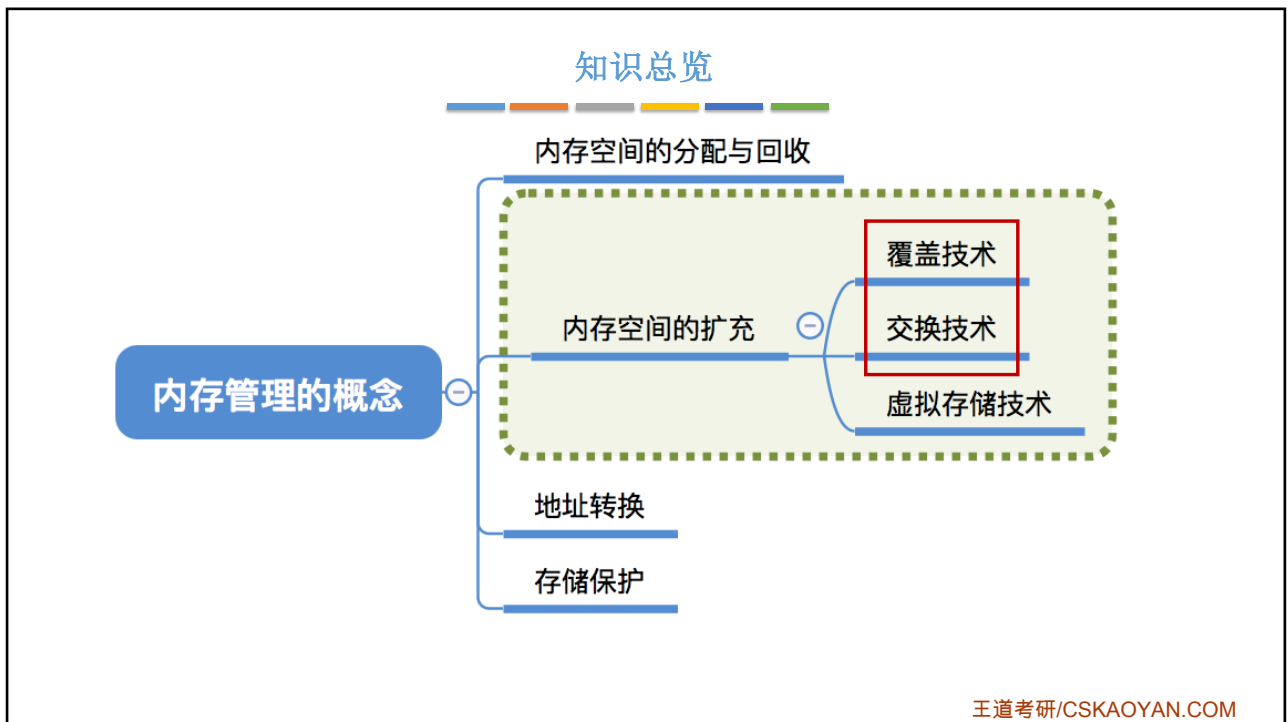 知识总览
内存空间的分配与回收
覆盖技术
内存空间的扩充
交换技术
内存管理的概念
虚拟存储技术
地址转换
存储保护
王道考研/CSKAOYAN.COM